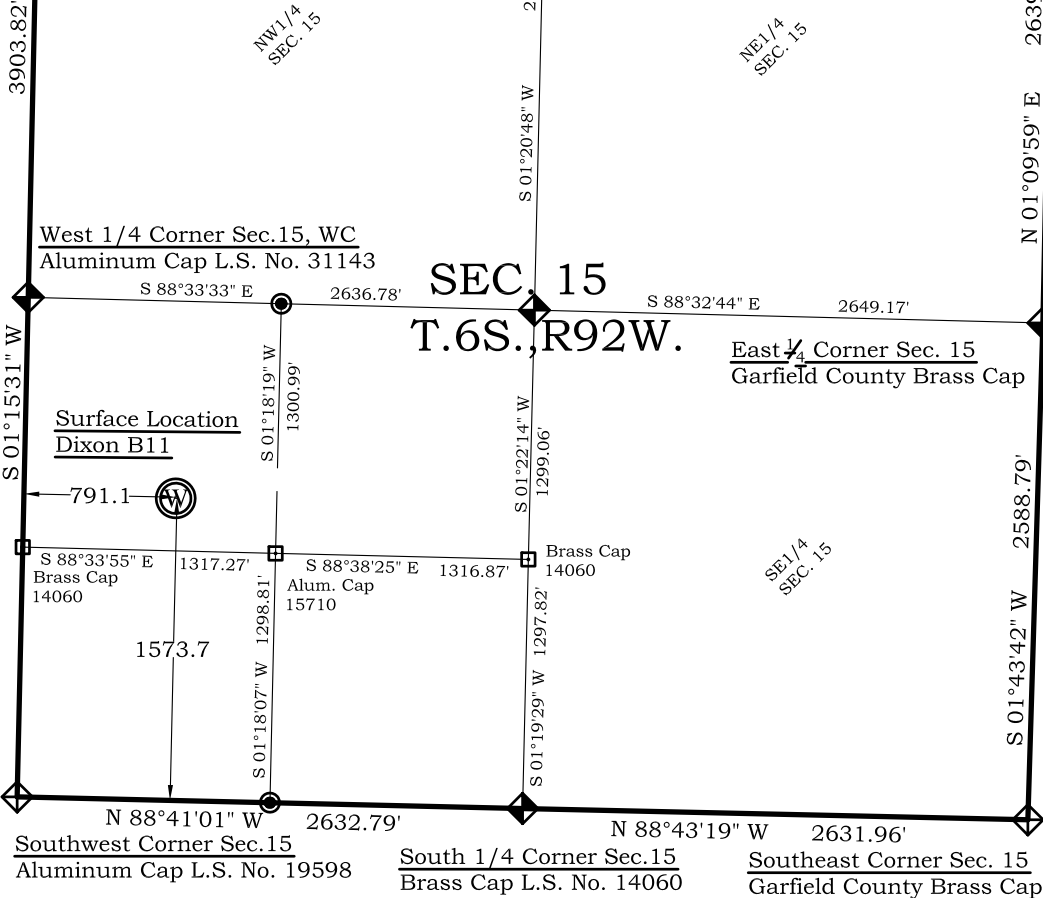 3903.82'
NW1/4
SEC. 15
2
S 01°20'48" W
NE1/4
SEC. 15
N 01°09'59" E
West 1/4 Corner Sec.15, WC
Aluminum Cap L.S. No. 31143
S 88°33'33" E 2636.78'
SEC. 15
T.6S.,R92W.
S 88°32'44" E 2649.17'
East 1/4 Corner Sec. 15
Garfield County Brass Cap
S 01°15'31" W
Surface Location
Dixon B11
791.1
W
S 01°18'19" W
1300.99'
S 01°22'14" W
1299.06'
2588.79'
S 01°43'42" W
S 88°33'55" E 1317.27'
Brass Cap
14060
S 88°38'25" E 1316.87'
Alum. Cap
15710
Brass Cap
14060
SE1/4
SEC. 15
1573.7
S 01°18'07" W 1298.81'
S 01°19'29" W 1297.82'
N 88°41'01" W 2632.79'
N 88°43'19" W 2631.96'
Southwest Corner Sec.15
Aluminum Cap L.S. No. 19598
South 1/4 Corner Sec.15
Brass Cap L.S. No. 14060
Southeast Corner Sec. 15
Garfield County Brass Cap